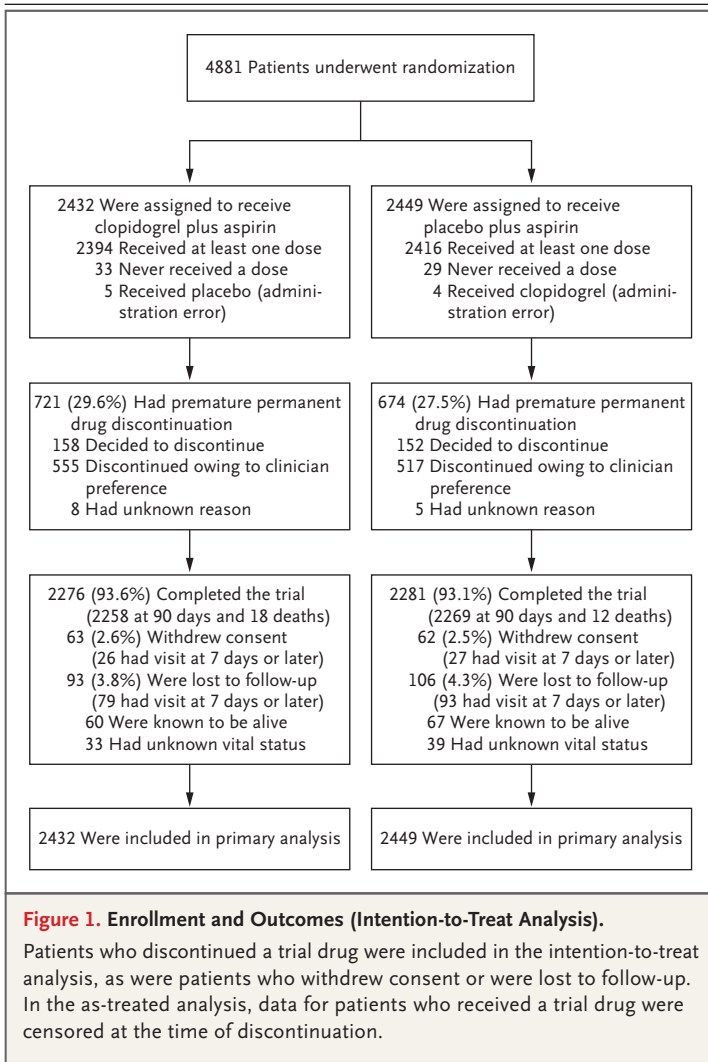 4881 Patients underwent randomization
2432 Were assigned to receive
clopidogrel plus aspirin
2394 Received at least one dose
33 Never received a dose
5 Received placebo (admini-
stration error)
2449 Were assigned to receive
placebo plus aspirin
2416 Received at least one dose
29 Never received a dose
4 Received clopidogrel (admini-
stration error)
721 (29.6%) Had premature permanent
drug discontinuation
158 Decided to discontinue
555 Discontinued owing to clinician
preference
8 Had unknown reason
674 (27.5%) Had premature permanent
drug discontinuation
152 Decided to discontinue
517 Discontinued owing to clinician
preference
5 Had unknown reason
2276 (93.6%) Completed the trial
(2258 at 90 days and 18 deaths)
63 (2.6%) Withdrew consent
(26 had visit at 7 days or later)
93 (3.8%) Were lost to follow-up
(79 had visit at 7 days or later)
60 Were known to be alive
33 Had unknown vital status
2281 (93.1%) Completed the trial
(2269 at 90 days and 12 deaths)
62 (2.5%) Withdrew consent
(27 had visit at 7 days or later)
106 (4.3%) Were lost to follow-up
(93 had visit at 7 days or later)
67 Were known to be alive
39 Had unknown vital status
2432 Were included in primary analysis
2449 Were included in primary analysis
Figure 1. Enrollment and Outcomes (Intention-to-Treat Analysis).
Patients who discontinued a trial drug were included in the intention-to-treat
analysis, as were patients who withdrew consent or were lost to follow-up.
In the as-treated analysis, data for patients who received a trial drug were
censored at the time of discontinuation.